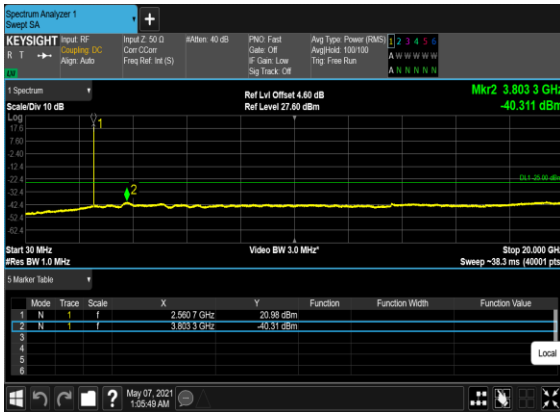 Spectrum Analyzer 1
Swept SA
+
KEYSIGHT Input: RF Input Z: 50 Ω #Atten: 40 dB PNO: Fast Avg Type: Power (RMS) 1 2 3 4 5 6
R T Coupling: DC Corr CCorr Gate: Off Avg|Hold: 100/100 A W W W W W
Align: Auto Freq Ref: Int (S) IF Gain: Low Trig: Free Run A N N N N N
Sig Track: Off
1 Spectrum Ref Lvl Offset 4.60 dB Mkr2 3.803 3 GHz
Scale/Div 10 dB Ref Level 27.60 dBm -40.311 dBm
Log
17.6
7.60
-2.40
-12.4
-22.4
-32.4
-42.4
-52.4
-62.4
1
2
DL1 -25.00 dBm
Start 30 MHz Video BW 3.0 MHz* Stop 20.000 GHz
#Res BW 1.0 MHz Sweep ~38.3 ms (40001 pts)
5 Marker Table
Mode Trace Scale X Y Function Function Width Function Value
1 N 1 f 2.560 7 GHz 20.98 dBm
2 N 1 f 3.803 3 GHz -40.31 dBm
3
4
5
6
Local
? May 07, 2021
1:05:49 AM